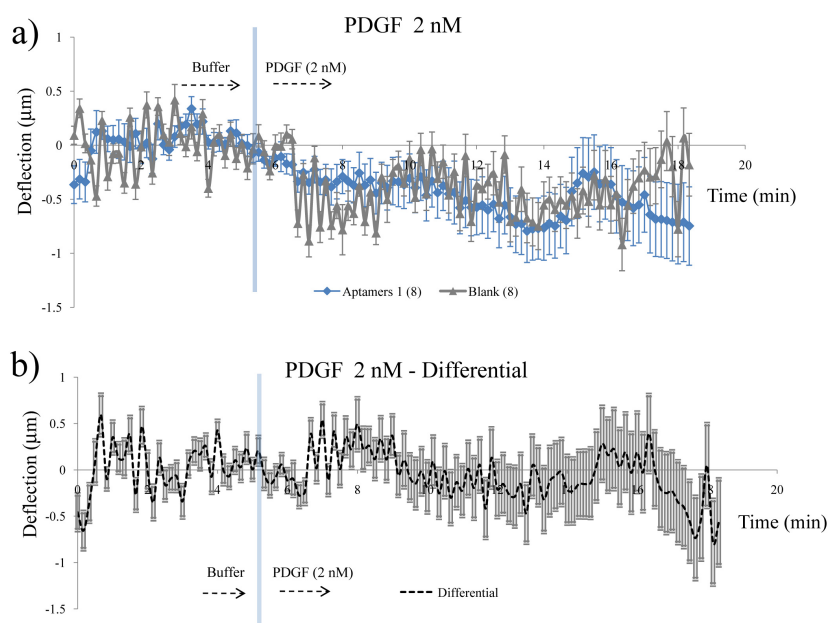 a)
PDGF 2 nM
1
0.5
0
-0.5
-1
-1.5
Deflection (µm)
Buffer
PDGF (2 nM)
0 2 4 6 8 10 12 14 16 18 20
Time (min)
Aptamers 1 (8)
Blank (8)
b)
PDGF 2 nM - Differential
1
0.5
0
-0.5
-1
-1.5
Deflection (µm)
0 2 4 6 8 10 12 14 16 18 20
Time (min)
Buffer
PDGF (2 nM)
Differential